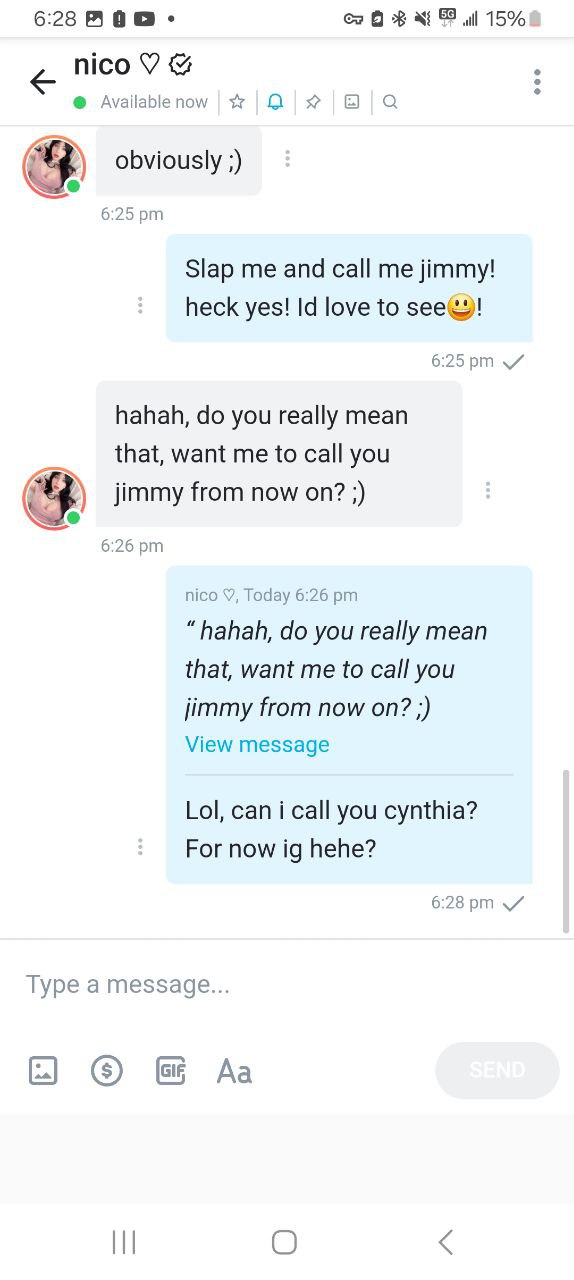 6:28
5G
15%
nico ♡
Available now
obviously ;)
6:25 pm
Slap me and call me jimmy!
heck yes! Id love to see😃!
6:25 pm
hahah, do you really mean
that, want me to call you
jimmy from now on? ;)
6:26 pm
nico ♡, Today 6:26 pm
“ hahah, do you really mean
that, want me to call you
jimmy from now on? ;)
View message
Lol, can i call you cynthia?
For now ig hehe?
6:28 pm
Type a message...
GIF
Aa
SEND